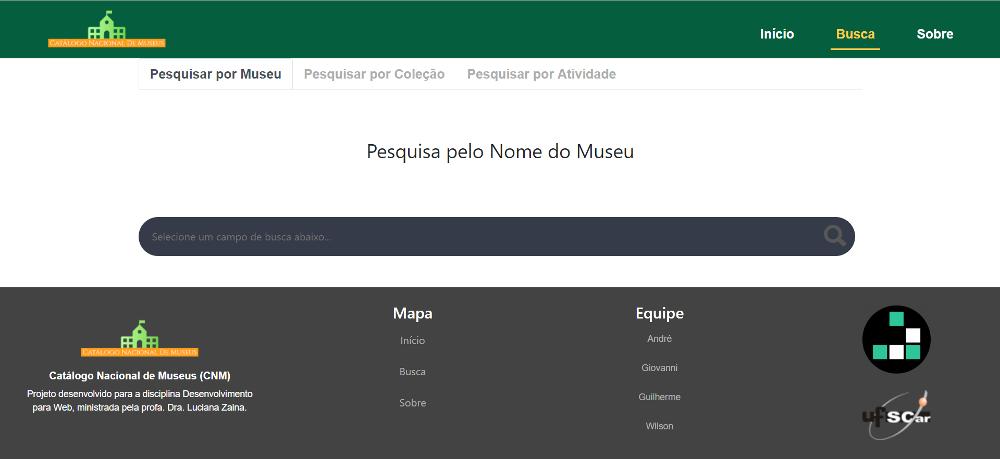 CATÁLOGO NACIONAL DE MUSEUS
Início
Busca
Sobre
Pesquisar por Museu
Pesquisar por Coleção
Pesquisar por Atividade
Pesquisa pelo Nome do Museu
Selecione um campo de busca abaixo...
CATÁLOGO NACIONAL DE MUSEUS
Catálogo Nacional de Museus (CNM)
Projeto desenvolvido para a disciplina Desenvolvimento
para Web, ministrada pela profa. Dra. Luciana Zaina.
Mapa
Início
Busca
Sobre
Equipe
André
Giovanni
Guilherme
Wilson
ufscar